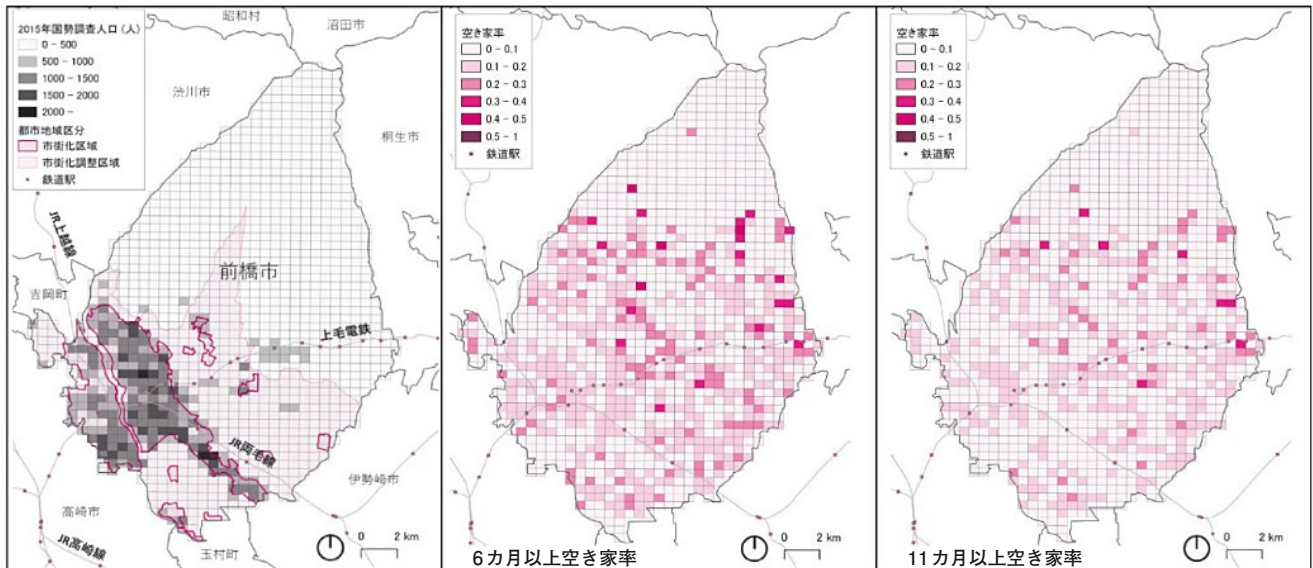 2015年国勢調査人口 (人)
0 - 500
500 - 1000
1000 - 1500
1500 - 2000
2000 -
都市地域区分
市街化区域
市街化調整区域
鉄道駅
昭和村
沼田市
渋川市
桐生市
JR上越線
前橋市
吉岡町
上毛電鉄
JR両毛線
伊勢崎市
高崎市
JR高崎線
玉村町
0 2 km
空き家率
0 - 0.1
0.1 - 0.2
0.2 - 0.3
0.3 - 0.4
0.4 - 0.5
0.5 - 1
鉄道駅
6カ月以上空き家率
0 2 km
空き家率
0 - 0.1
0.1 - 0.2
0.2 - 0.3
0.3 - 0.4
0.4 - 0.5
0.5 - 1
鉄道駅
11カ月以上空き家率
0 2 km